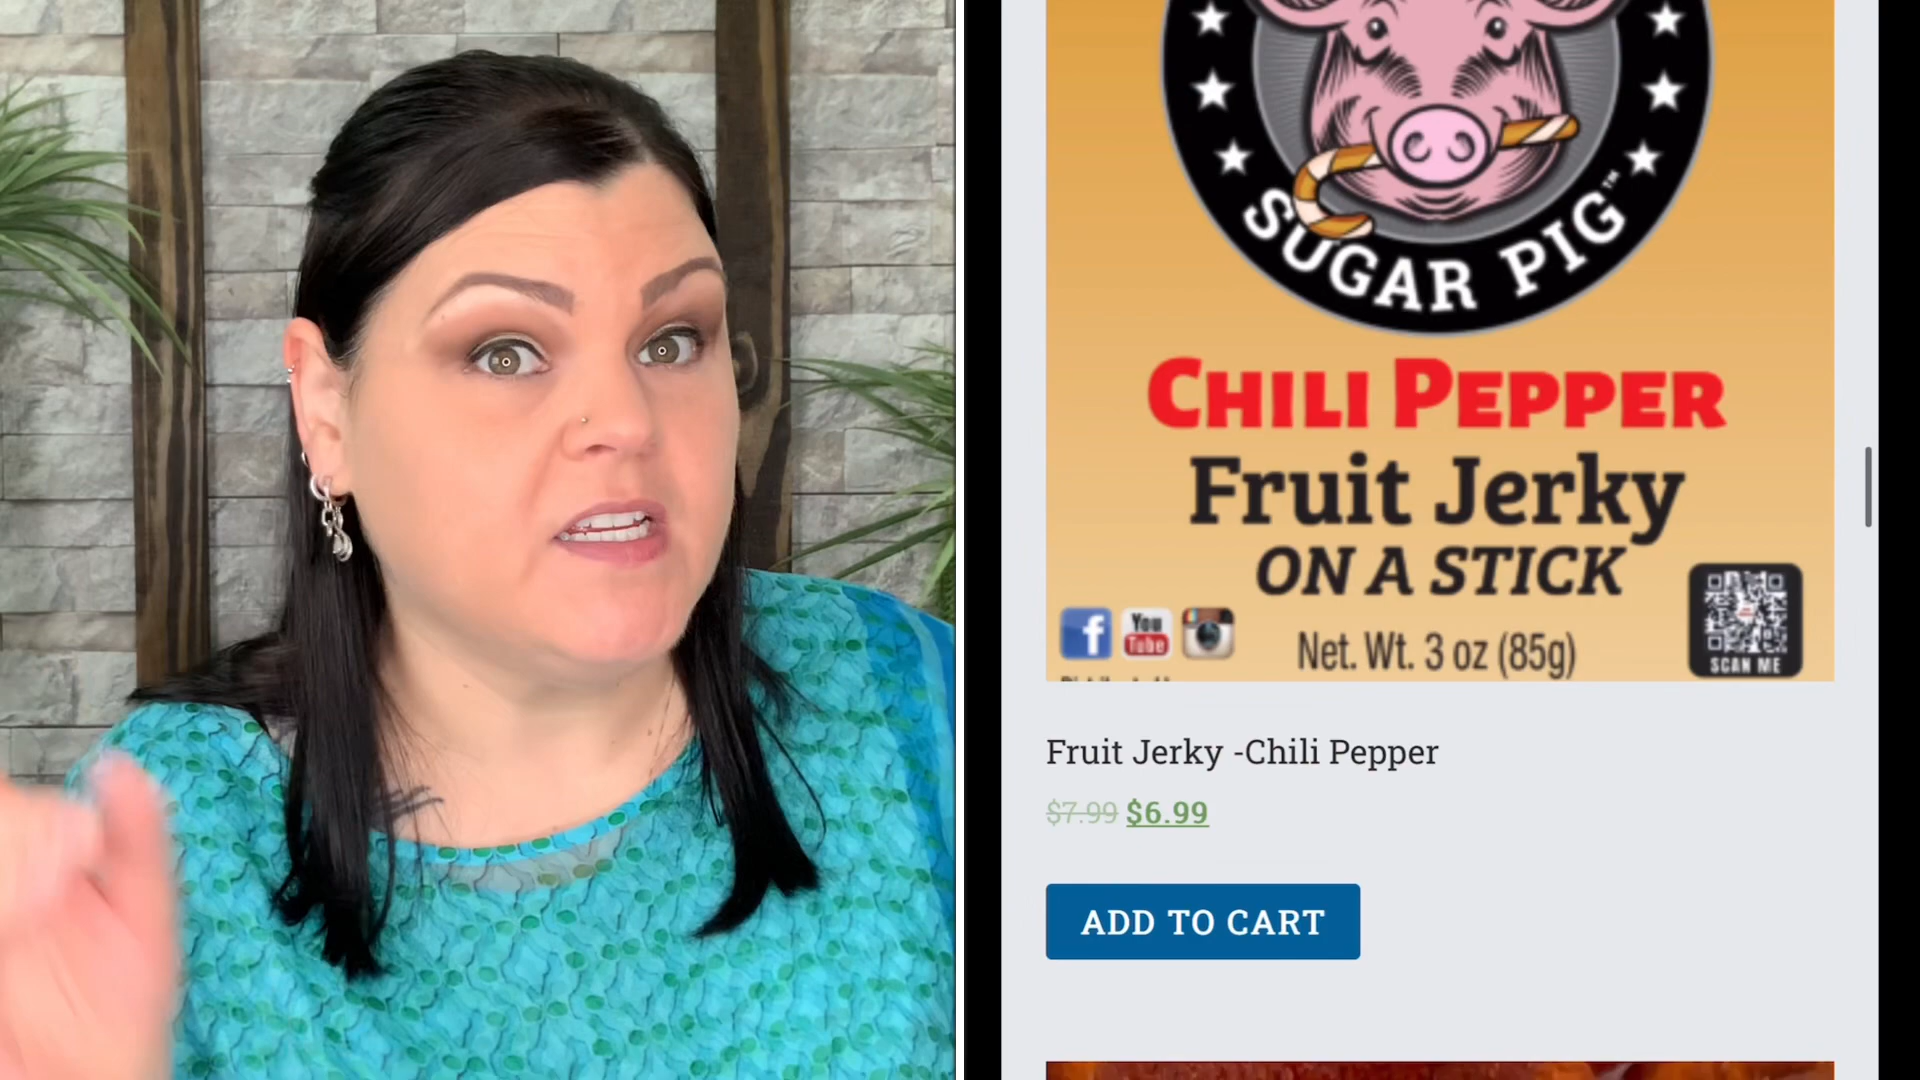 SUGAR PIG™
CHILI PEPPER
Fruit Jerky
ON A STICK
f
You
Tube
Net. Wt. 3 oz (85g)
SCAN ME
Fruit Jerky -Chili Pepper
$7.99 $6.99
ADD TO CART